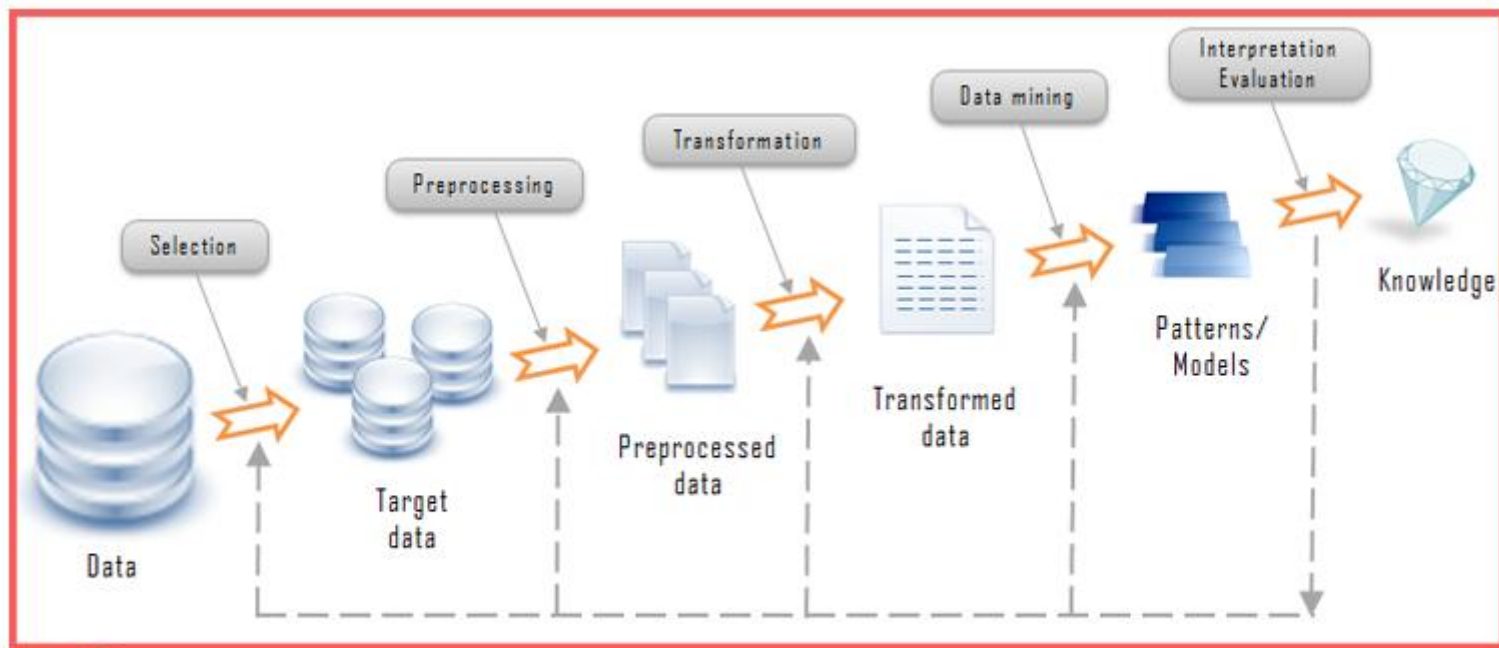 Interpretation
Evaluation
Data mining
Transformation
Preprocessing
Selection
Knowledge
Patterns/
Models
Transformed
data
Preprocessed
data
Target
data
Data